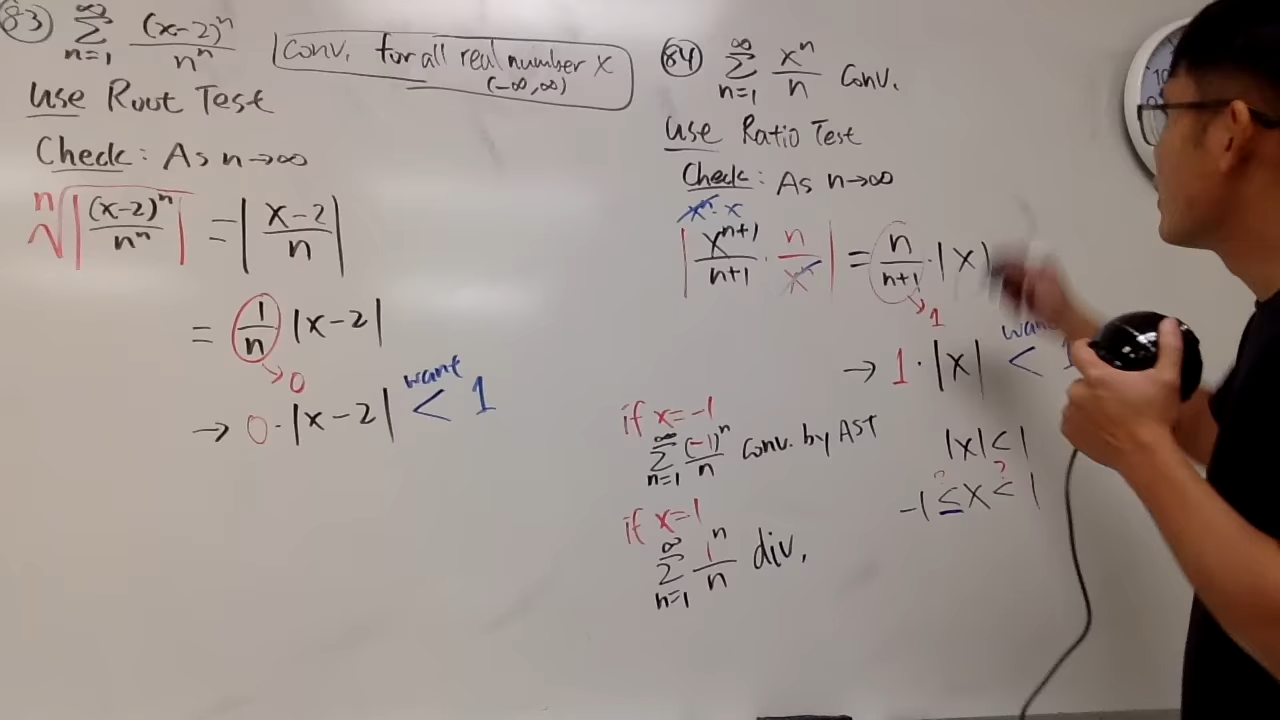 83) ∞ Σ n=1 (x-2)^n / n^n
conv. for all real number x
(-∞,∞)
Use Root Test
Check: As n→∞
n√|(x-2)^n / n^n| = |x-2 / n|
= 1/n |x-2|
→0
→ 0·|x-2| < 1
want
84) ∞ Σ n=1 x^n / n Conv.
Use Ratio Test
Check: As n→∞
x^n·x
|x^(n+1) / n+1 · n / x^n| = n / n+1 ·|x|
→1
→ 1·|x| < 1
want
|x|<1
? ?
-1 ≤ x < 1
if x=-1
∞ Σ n=1 (-1)^n / n conv. by AST
if x=1
∞ Σ n=1 1^n / n div.
10